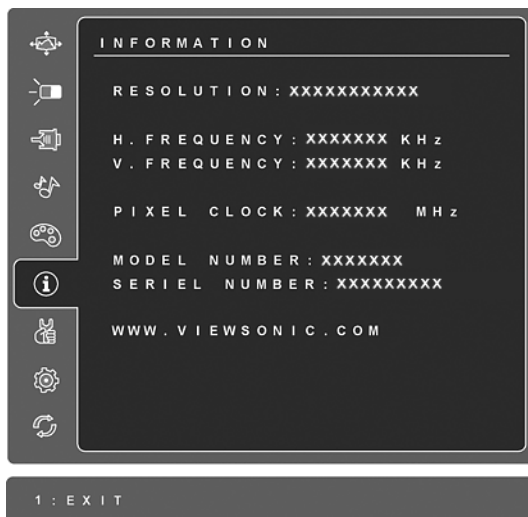 INFORMATION
RESOLUTION: XXXXXXXXXXX
H. FREQUENCY: XXXXXXX KHz
V. FREQUENCY: XXXXXXX KHz
PIXEL CLOCK: XXXXXXX MHz
MODEL NUMBER: XXXXXXX
SERIEL NUMBER: XXXXXXXXX
WWW.VIEWSONIC.COM
1:EXIT